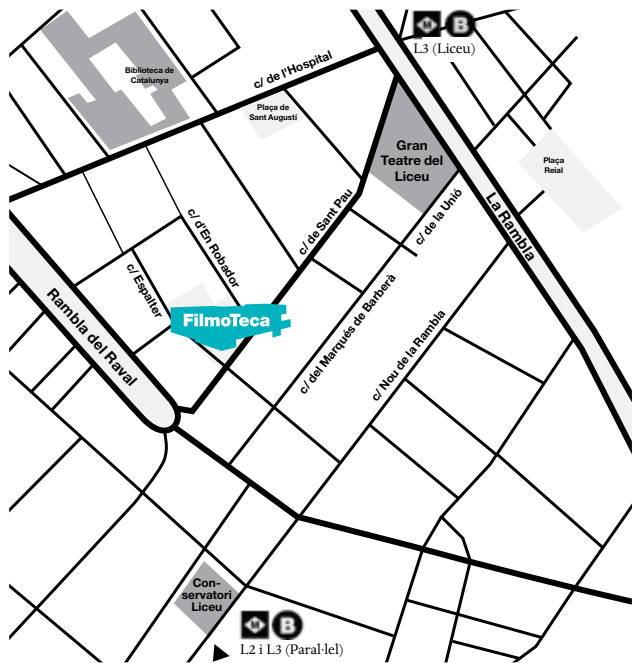 M B
L3 (Liceu)
Biblioteca de
Catalunya
c/ de l'Hospital
Plaça de
Sant Augustí
Gran
Teatre del
Liceu
Plaça
Reial
c/ de la Unió
La Rambla
c/ de Sant Pau
c/ d'En Robador
c/ Espalter
FilmoTeca
Rambla del Raval
c/ del Marqués de Barberà
c/ Nou de la Rambla
Con-
servatori
Liceu
M B
L2 i L3 (Paral·lel)